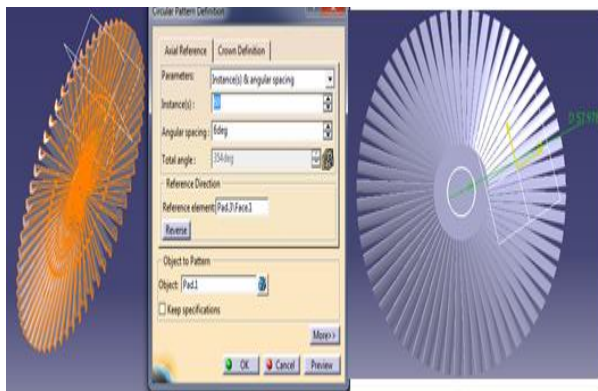 Circular Pattern Definition
Axial Reference Crown Definition
Parameters: Instance(s) & angular spacing
Instance(s) :
Angular spacing : 6deg
Total angle : 354deg
Reference Direction
Reference element: Pad.3\Face.1
Reverse
Object to Pattern
Object: Pad.1
Keep specifications
More>>
OK Cancel Preview